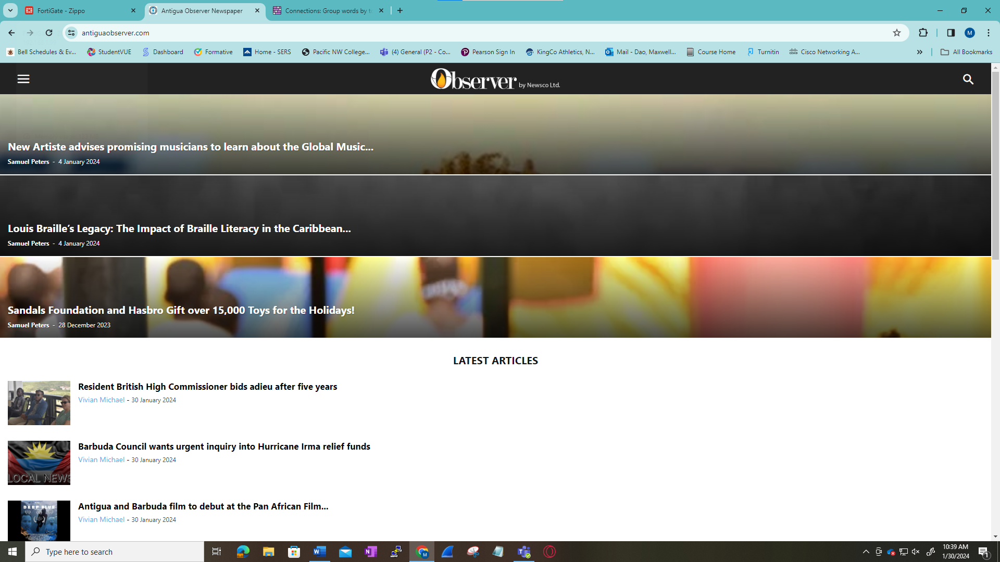 FortiGate - Zippo
Antigua Observer Newspaper
Connections: Group words by t
antiguaobserver.com
M
Bell Schedules & Ev...
StudentVUE
Dashboard
Formative
Home - SERS
Pacific NW College...
(4) General (P2 - Co...
Pearson Sign In
KingCo Athletics, N...
Mail - Dao, Maxwell...
Course Home
Turnitin
Cisco Networking A...
All Bookmarks
Observer by Newsco Ltd.
New Artiste advises promising musicians to learn about the Global Music...
Samuel Peters - 4 January 2024
Louis Braille’s Legacy: The Impact of Braille Literacy in the Caribbean...
Samuel Peters - 4 January 2024
Sandals Foundation and Hasbro Gift over 15,000 Toys for the Holidays!
Samuel Peters - 28 December 2023
LATEST ARTICLES
Resident British High Commissioner bids adieu after five years
Vivian Michael - 30 January 2024
Barbuda Council wants urgent inquiry into Hurricane Irma relief funds
Vivian Michael - 30 January 2024
LOCAL NEWS
Antigua and Barbuda film to debut at the Pan African Film...
Vivian Michael - 30 January 2024
DEEP BLUE
Type here to search
10:39 AM
1/30/2024
1